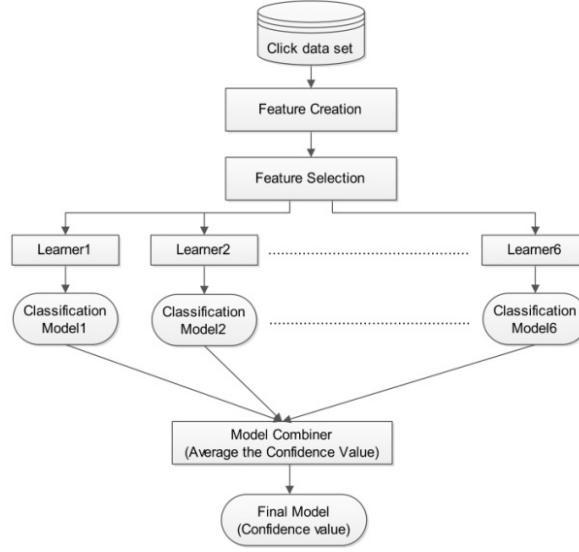 Click data set
Feature Creation
Feature Selection
Learner1
Learner2
Learner6
Classification
Model1
Classification
Model2
Classification
Model6
Model Combiner
(Average the Confidence Value)
Final Model
(Confidence value)